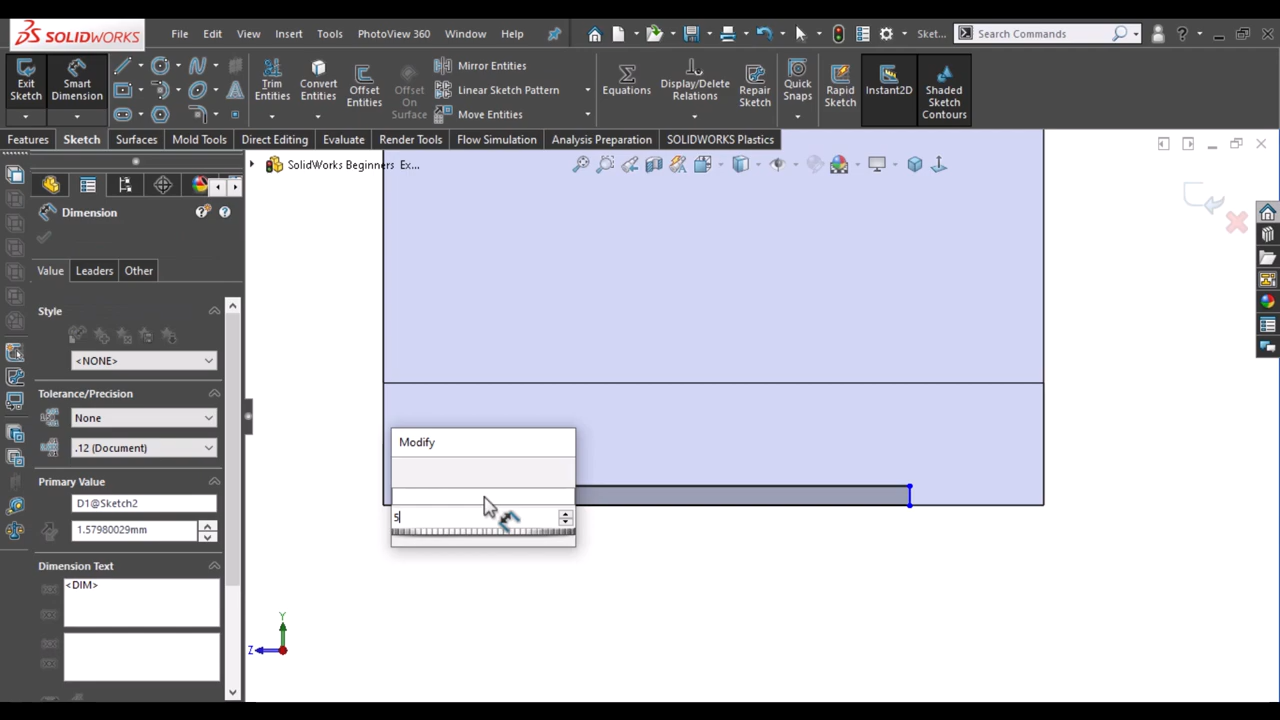 SOLIDWORKS File Edit View Insert Tools PhotoView 360 Window Help Sket... Search Commands ?
Exit Sketch
Smart Dimension
Trim Entities
Convert Entities
Offset Entities
Offset On Surface
Mirror Entities
Linear Sketch Pattern
Move Entities
Equations
Display/Delete Relations
Repair Sketch
Quick Snaps
Rapid Sketch
Instant2D
Shaded Sketch Contours
Features Sketch Surfaces Mold Tools Direct Editing Evaluate Render Tools Flow Simulation Analysis Preparation SOLIDWORKS Plastics
SolidWorks Beginners Ex...
Dimension
Value Leaders Other
Style
<NONE>
Tolerance/Precision
None
.12 (Document)
Primary Value
D1@Sketch2
1.57980029mm
Dimension Text
<DIM>
Modify
5
Y
Z